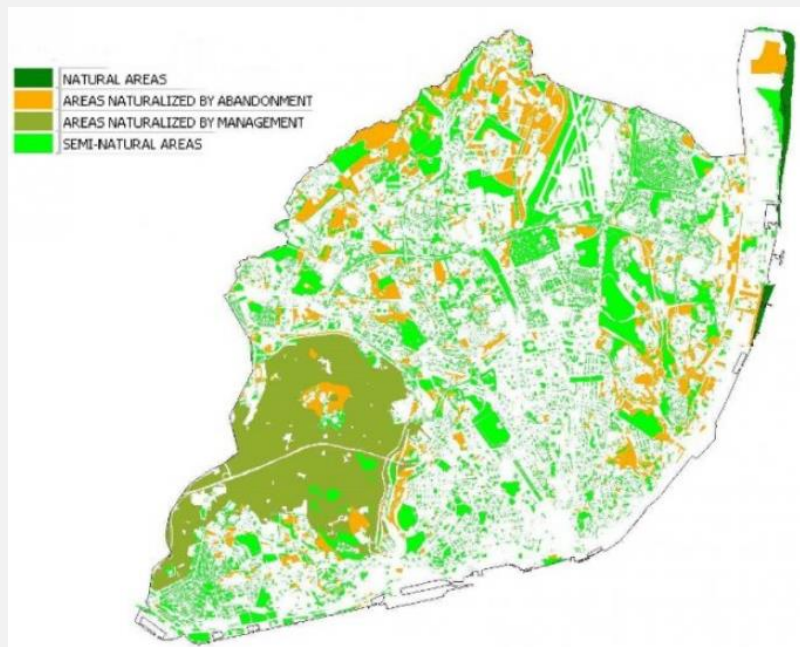 NATURAL AREAS
AREAS NATURALIZED BY ABANDONMENT
AREAS NATURALIZED BY MANAGEMENT
SEMI-NATURAL AREAS